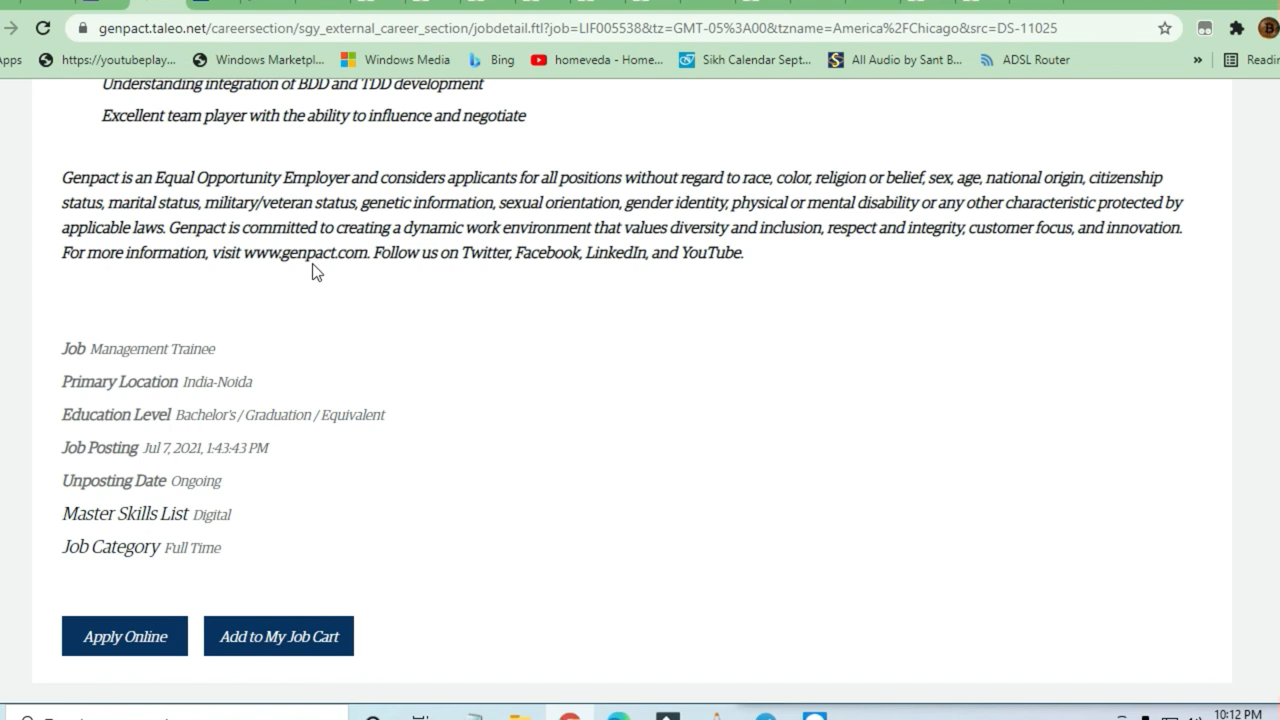 genpact.taleo.net/careersection/sgy_external_career_section/jobdetail.ftl?job=LIF005538&tz=GMT-05%3A00&tzname=America%2FChicago&src=DS-11025
Apps https://youtubeplay... Windows Marketpl... Windows Media Bing homeveda - Home... Sikh Calendar Sept... All Audio by Sant B... ADSL Router »
Understanding integration of BDD and TDD development
Excellent team player with the ability to influence and negotiate
Genpact is an Equal Opportunity Employer and considers applicants for all positions without regard to race, color, religion or belief, sex, age, national origin, citizenship
status, marital status, military/veteran status, genetic information, sexual orientation, gender identity, physical or mental disability or any other characteristic protected by
applicable laws. Genpact is committed to creating a dynamic work environment that values diversity and inclusion, respect and integrity, customer focus, and innovation.
For more information, visit www.genpact.com. Follow us on Twitter, Facebook, LinkedIn, and YouTube.
Job Management Trainee
Primary Location India-Noida
Education Level Bachelor's / Graduation / Equivalent
Job Posting Jul 7, 2021, 1:43:43 PM
Unposting Date Ongoing
Master Skills List Digital
Job Category Full Time
Apply Online Add to My Job Cart
10:12 PM